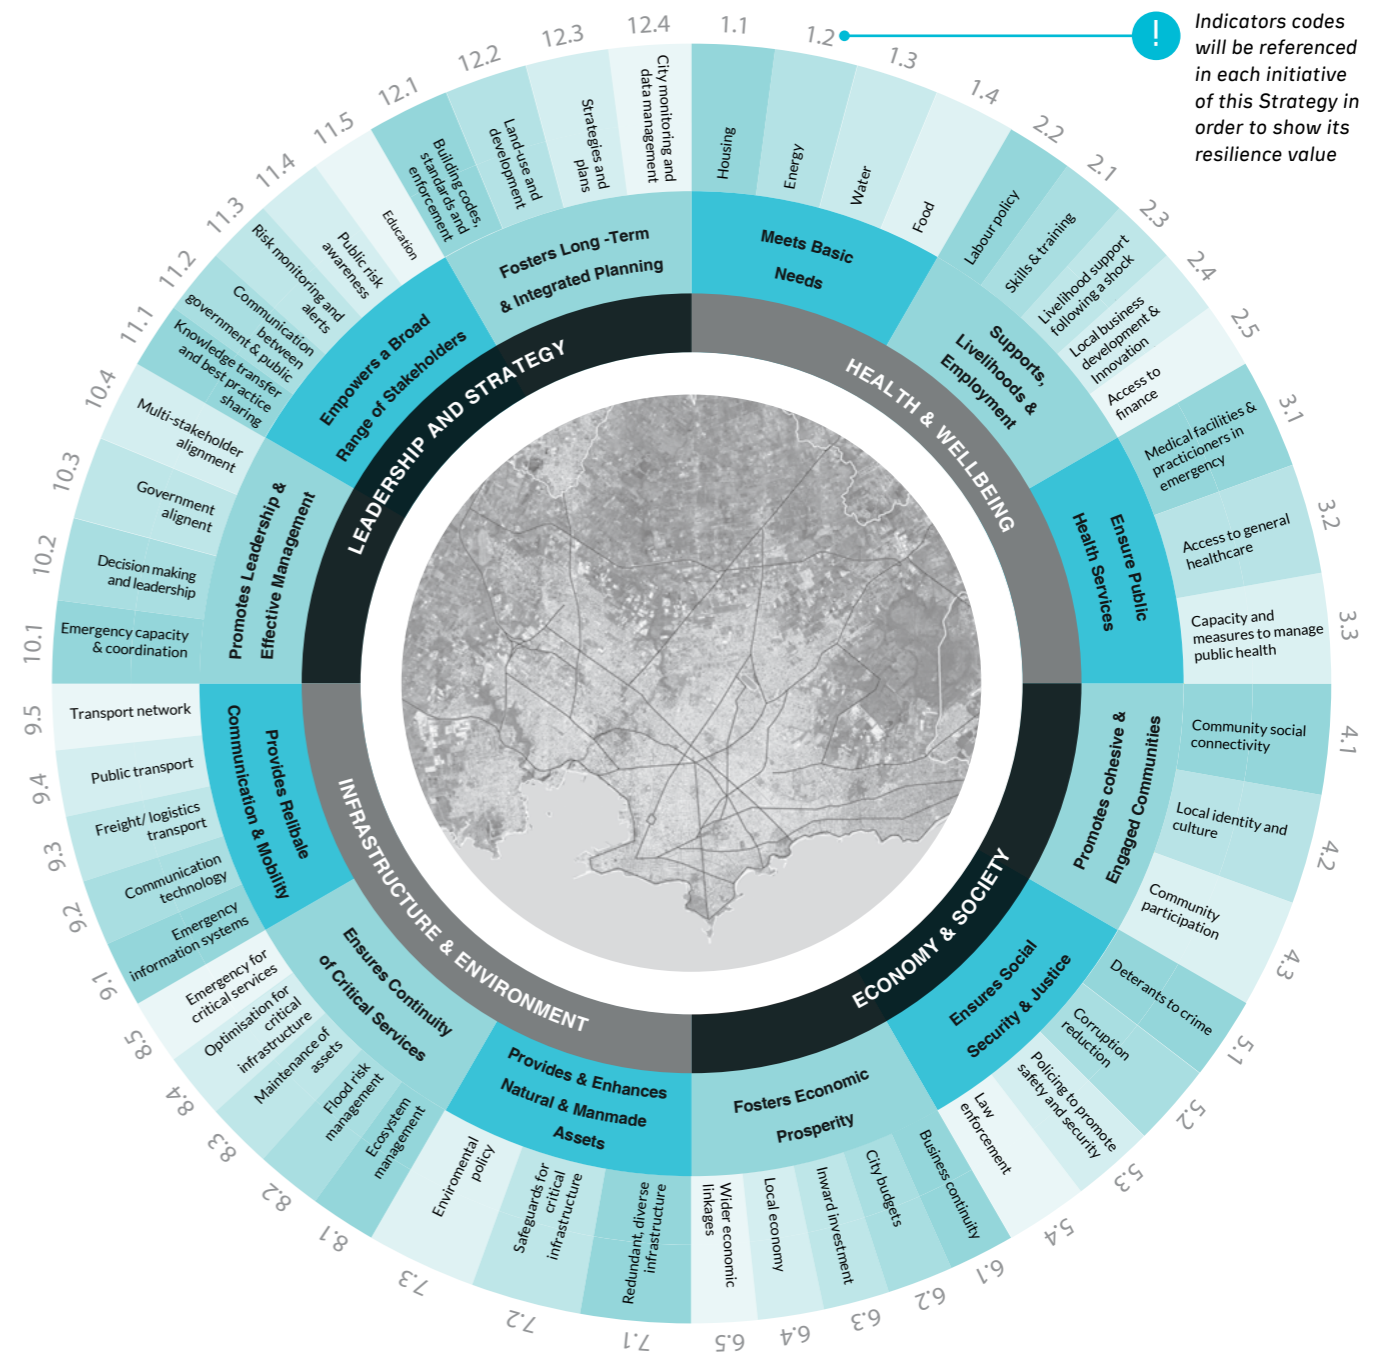 Indicators codes
will be referenced
in each initiative
of this Strategy in
order to show its
resilience value
!
1.1
1.2
1.3
1.4
2.2
2.1
2.3
2.4
2.5
3.1
3.2
3.3
4.1
4.2
4.3
5.1
5.2
5.3
5.4
6.1
6.2
6.3
6.4
6.5
7.1
7.2
7.3
8.1
8.2
8.3
8.4
8.5
9.1
9.2
9.3
9.4
9.5
10.1
10.2
10.3
10.4
11.1
11.2
11.3
11.4
11.5
12.1
12.2
12.3
12.4
Housing
Energy
Water
Food
Labour policy
Skills & training
Livelihood support
following a shock
Local business
development &
Innovation
Access to
finance
Medical facilities &
practitioners in
emergency
Access to general
healthcare
Capacity and
measures to manage
public health
Community social
connectivity
Local identity and
culture
Community
participation
Deterants to crime
Corruption
reduction
Policing to promote
safety and security
Law
enforcement
Business continuity
City budgets
Inward investment
Local economy
Wider economic
linkages
Redundant, diverse
infrastructure
Safeguards for
critical
infrastructure
Enviromental
policy
Ecosystem
management
Flood risk
management
Maintenance of
assets
Optimisation for
critical
infrastructure
Emergency for
critical services
Emergency
information systems
Communication
technology
Freight/ logistics
transport
Public transport
Transport network
Emergency capacity
& coordination
Decision making
and leadership
Government
alignent
Multi-stakeholder
alignment
Knowledge transfer
and best practice
sharing
Communication
between
government & public
Risk monitoring and
alerts
Public risk
awareness
Education
Building codes,
standards and
enforcement
Land-use and
development
Strategies and
plans
City monitoring and
data management
Meets Basic
Needs
Supports,
Livelihoods &
Employment
Ensure Public
Health Services
Promotes cohesive &
Engaged Communities
Ensures Social
Security & Justice
Fosters Economic
Prosperity
Provides & Enhances
Natural & Manmade
Assets
Ensures Continuity
of Critical Services
Provides Relibale
Communication & Mobility
Promotes Leadership &
Effective Management
Empowers a Broad
Range of Stakeholders
Fosters Long -Term
& Integrated Planning
HEALTH & WELLBEING
ECONOMY & SOCIETY
INFRASTRUCTURE & ENVIRONMENT
LEADERSHIP AND STRATEGY